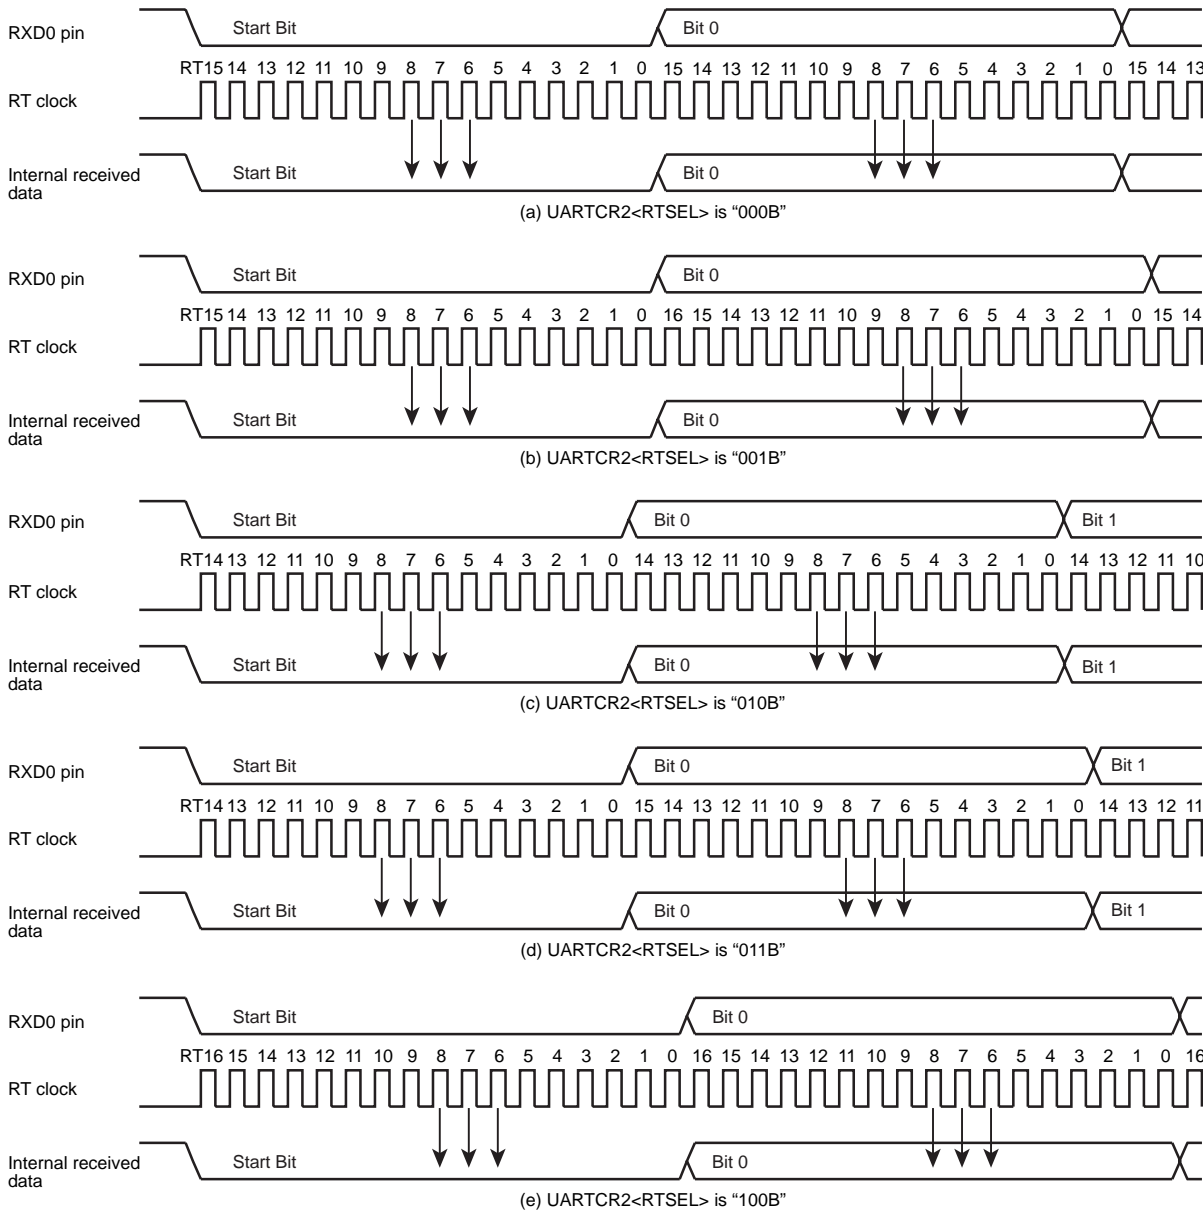 RXD0 pin
Start Bit
Bit 0
RT15 14 13 12 11 10 9 8 7 6 5 4 3 2 1 0 15 14 13 12 11 10 9 8 7 6 5 4 3 2 1 0 15 14 13
RT clock
Internal received
data
Start Bit
Bit 0
(a) UARTCR2<RTSEL> is “000B”
RXD0 pin
Start Bit
Bit 0
RT15 14 13 12 11 10 9 8 7 6 5 4 3 2 1 0 16 15 14 13 12 11 10 9 8 7 6 5 4 3 2 1 0 15 14
RT clock
Internal received
data
Start Bit
Bit 0
(b) UARTCR2<RTSEL> is “001B”
RXD0 pin
Start Bit
Bit 0
Bit 1
RT14 13 12 11 10 9 8 7 6 5 4 3 2 1 0 14 13 12 11 10 9 8 7 6 5 4 3 2 1 0 14 13 12 11 10
RT clock
Internal received
data
Start Bit
Bit 0
Bit 1
(c) UARTCR2<RTSEL> is “010B”
RXD0 pin
Start Bit
Bit 0
Bit 1
RT14 13 12 11 10 9 8 7 6 5 4 3 2 1 0 15 14 13 12 11 10 9 8 7 6 5 4 3 2 1 0 14 13 12 11
RT clock
Internal received
data
Start Bit
Bit 0
Bit 1
(d) UARTCR2<RTSEL> is “011B”
RXD0 pin
Start Bit
Bit 0
RT16 15 14 13 12 11 10 9 8 7 6 5 4 3 2 1 0 16 15 14 13 12 11 10 9 8 7 6 5 4 3 2 1 0 16
RT clock
Internal received
data
Start Bit
Bit 0
(e) UARTCR2<RTSEL> is “100B”